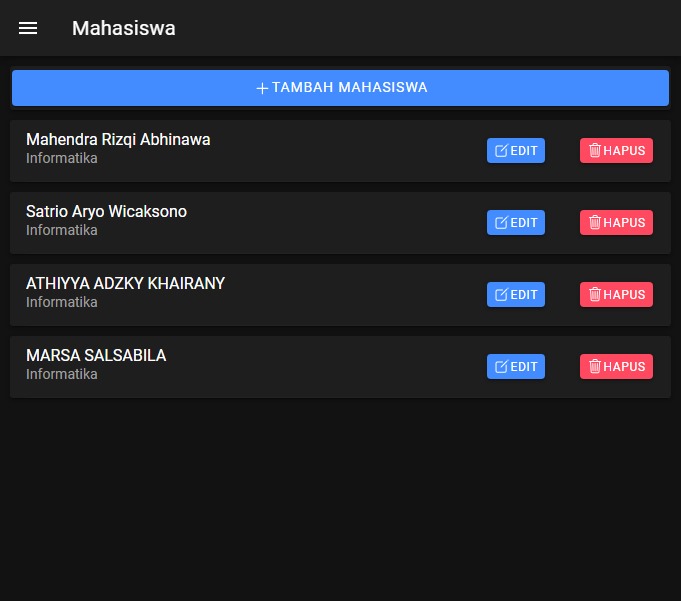 Mahasiswa
TAMBAH MAHASISWA
Mahendra Rizqi Abhinawa
Informatika
EDIT
HAPUS
Satrio Aryo Wicaksono
Informatika
EDIT
HAPUS
ATHIYYA ADZKY KHAIRANY
Informatika
EDIT
HAPUS
MARSA SALSABILA
Informatika
EDIT
HAPUS